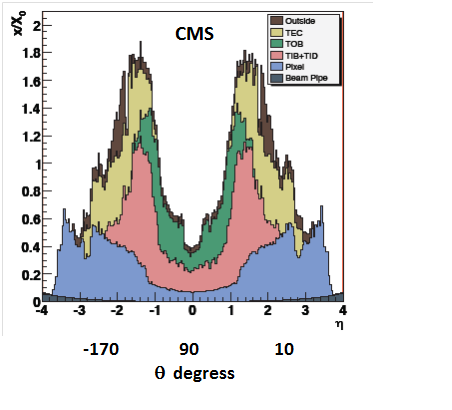 x/X₀
CMS
Outside
TEC
TOB
TIB+TID
Pixel
Beam Pipe
2
1.8
1.6
1.4
1.2
1
0.8
0.6
0.4
0.2
0
-4 -3 -2 -1 0 1 2 3 4
η
-170 90 10
θ degress